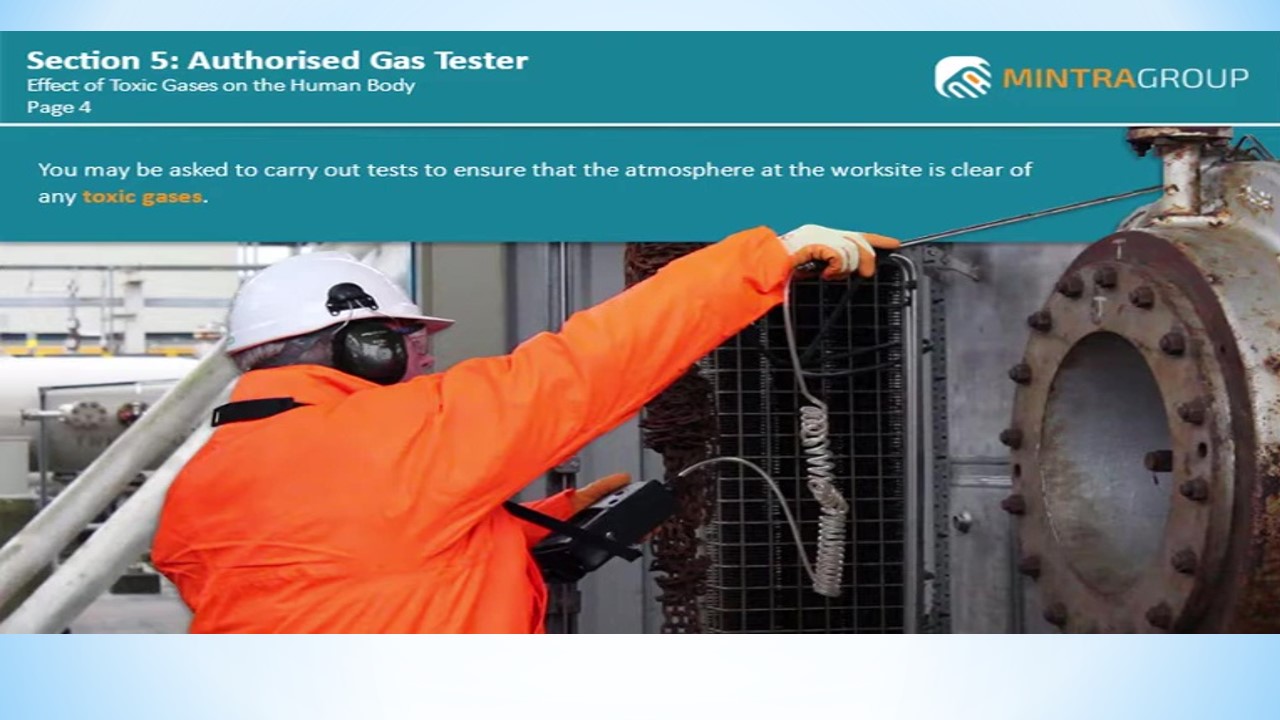 Section 5: Authorised Gas Tester
Effect of Toxic Gases on the Human Body
Page 4
MINTRAGROUP
You may be asked to carry out tests to ensure that the atmosphere at the worksite is clear of
any toxic gases.